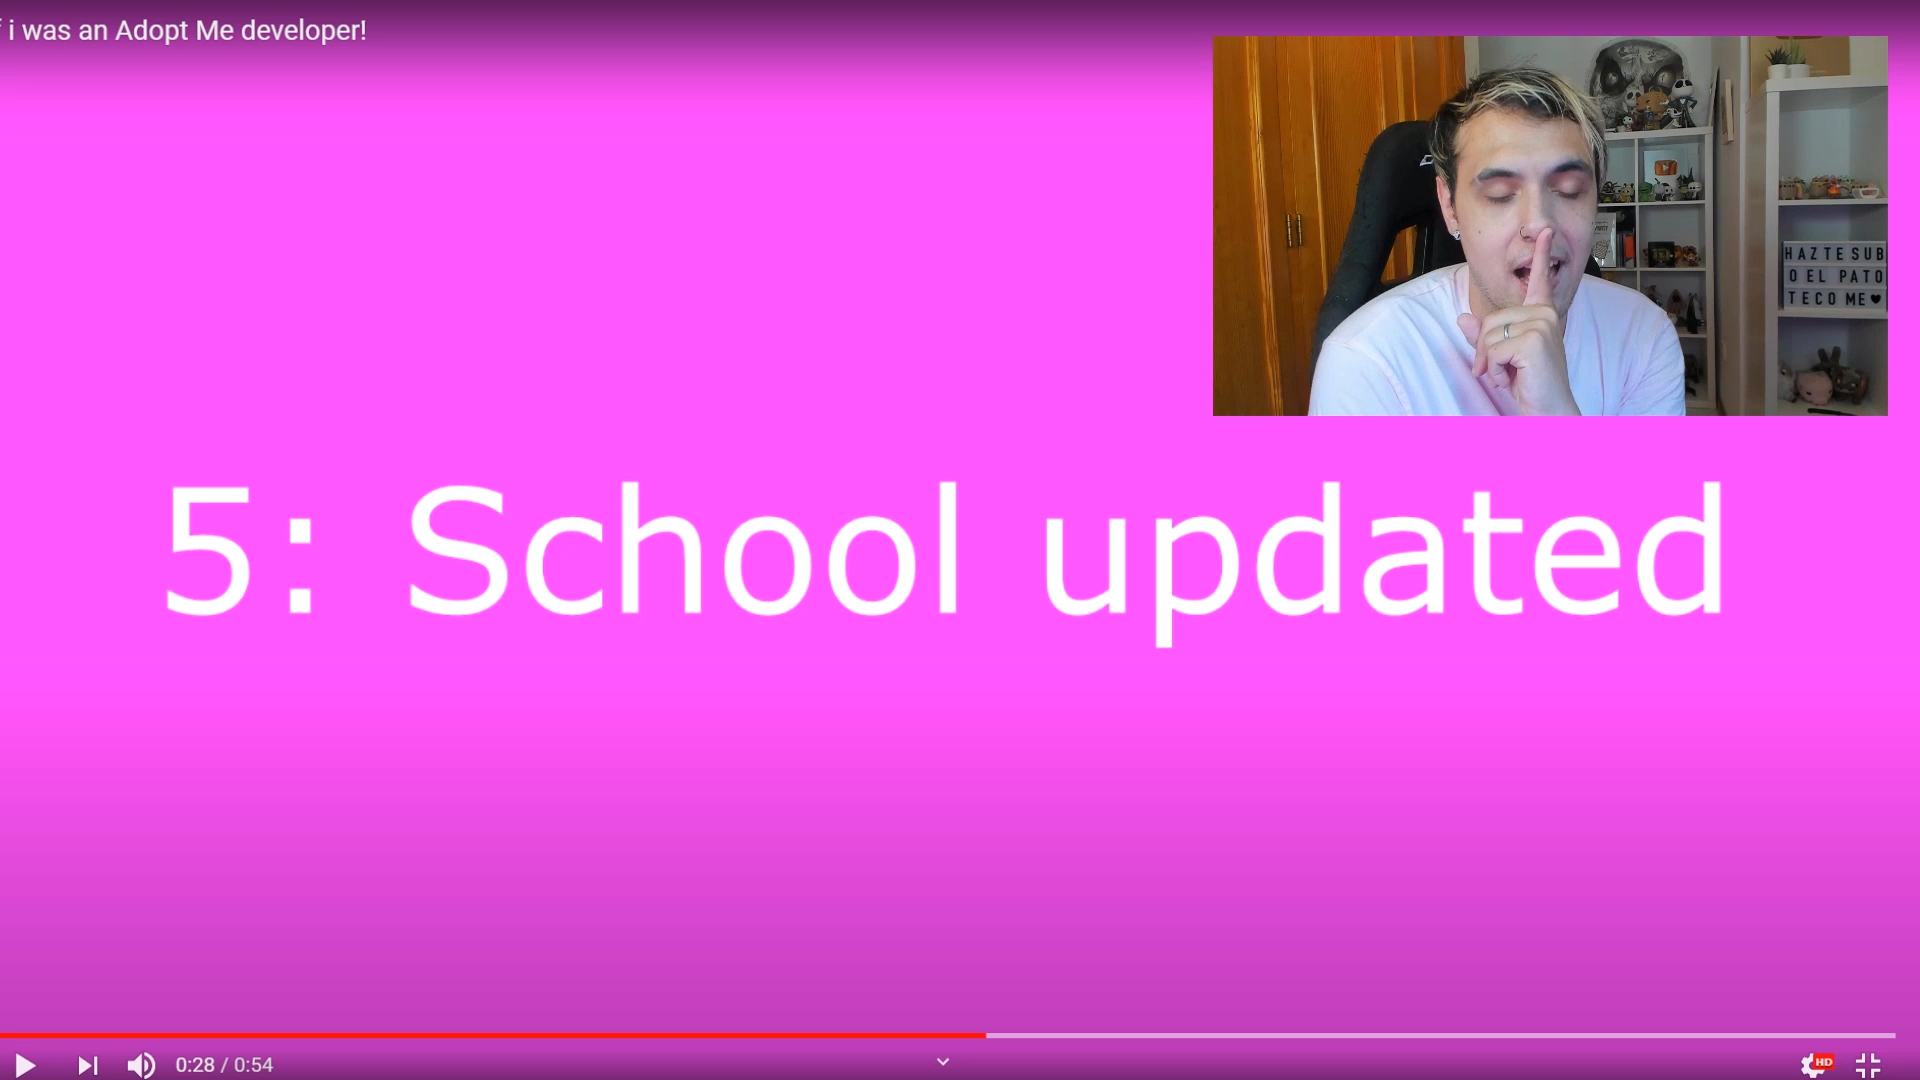 i was an Adopt Me developer!
HAZTE SUB
O EL PATO
TECO ME♥
5: School updated
0:28 / 0:54
HD